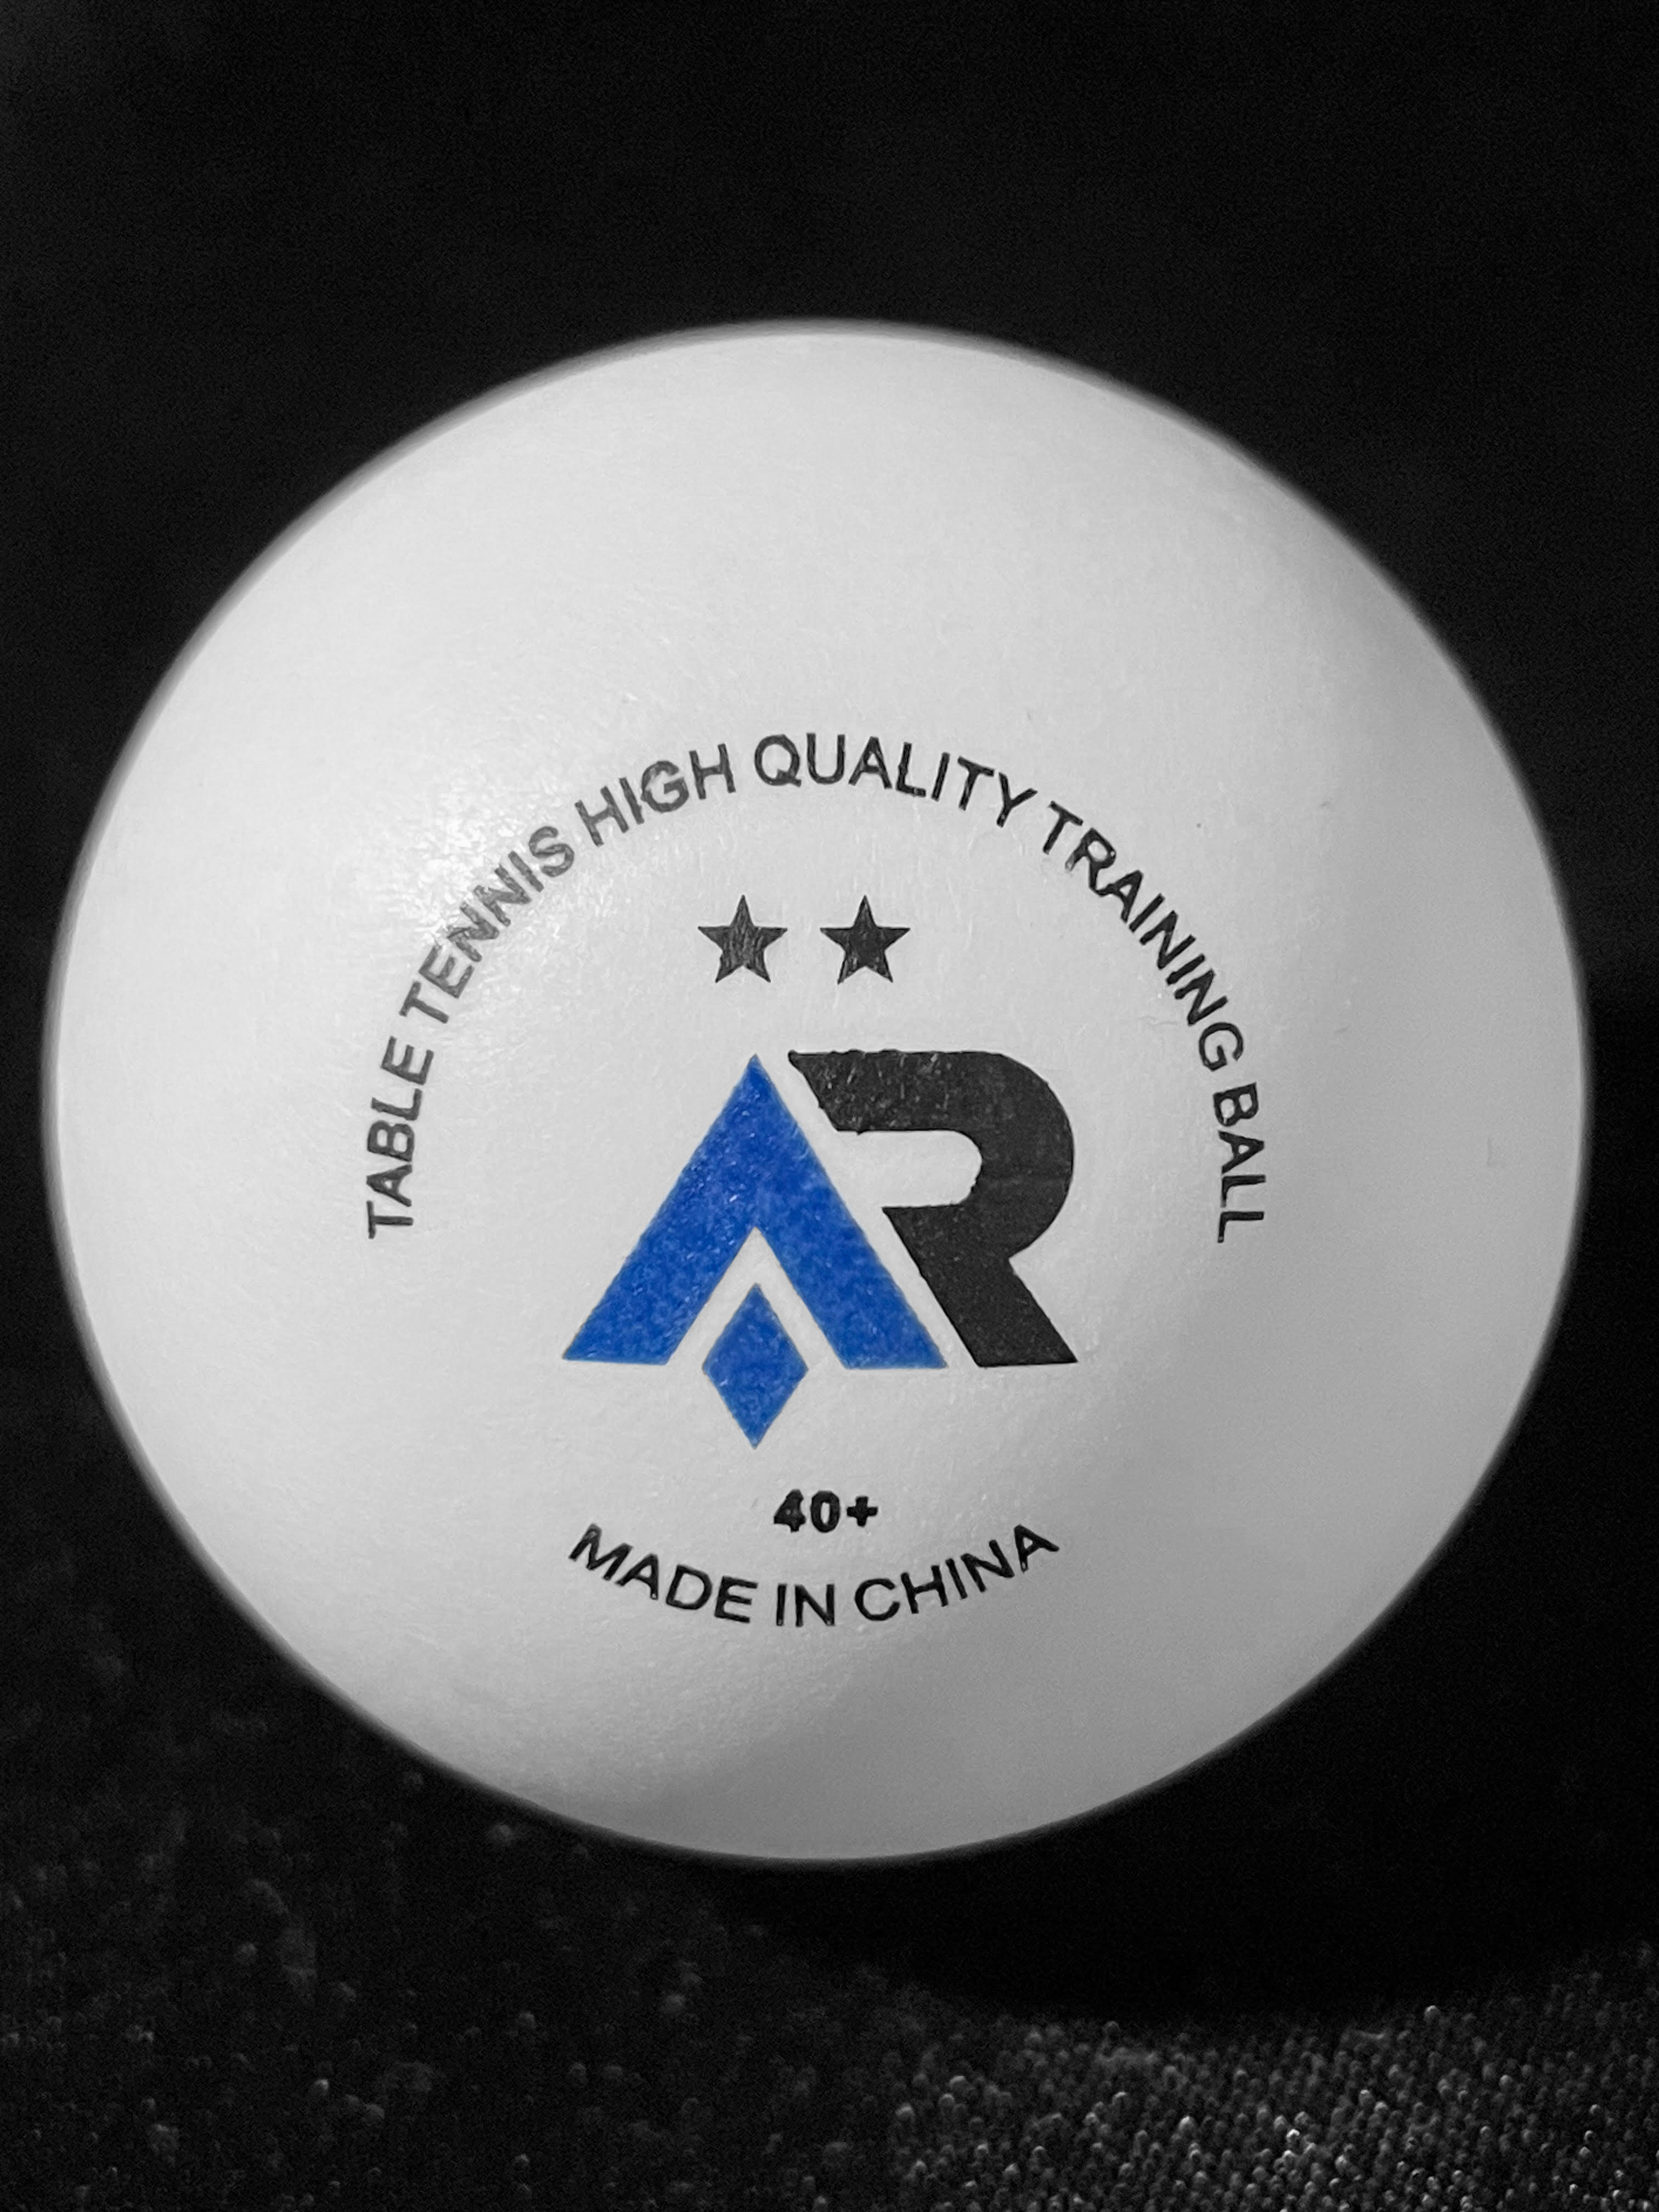 TABLE TENNIS HIGH QUALITY TRAINING BALL
★★
AR
40+
MADE IN CHINA